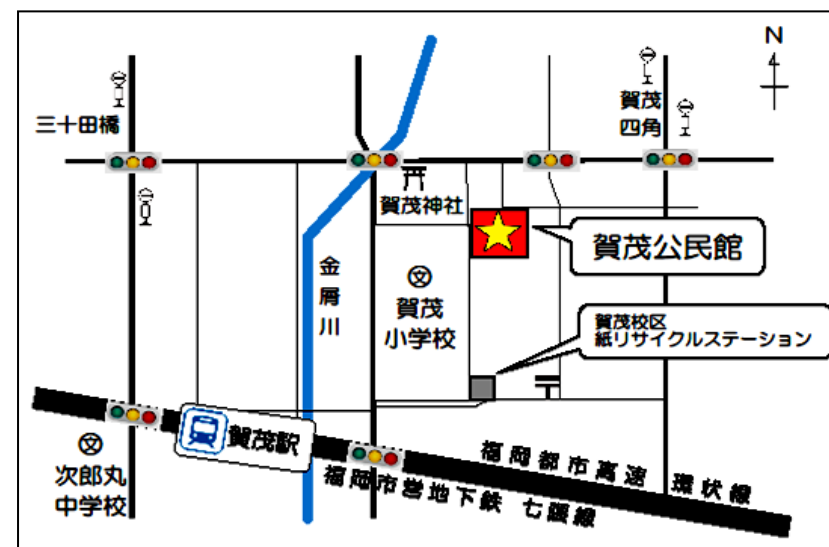 N
三十田橋
賀茂
四角
賀茂神社
賀茂公民館
金
屑
川
文
賀茂
小学校
賀茂校区
紙リサイクルステーション
賀茂駅
文
次郎丸
中学校
福岡都市高速 環状線
福岡市営地下鉄 七隈線